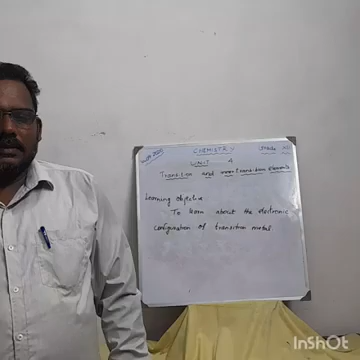 CHEMISTRY
UNIT 4
Transition and inner transition elements
Learning objective
To learn about the electronic
configuration of transition metals
InShOt